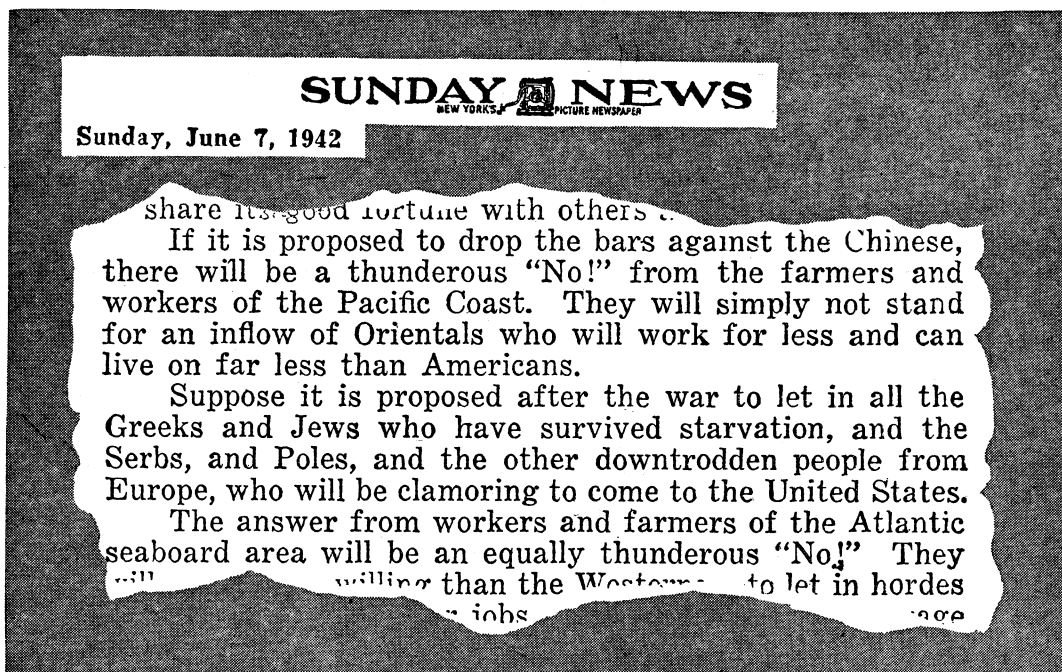 SUNDAY NEWS
NEW YORK'S PICTURE NEWSPAPER
Sunday, June 7, 1942
share its good fortune with others
If it is proposed to drop the bars against the Chinese,
there will be a thunderous “No!” from the farmers and
workers of the Pacific Coast. They will simply not stand
for an inflow of Orientals who will work for less and can
live on far less than Americans.
Suppose it is proposed after the war to let in all the
Greeks and Jews who have survived starvation, and the
Serbs, and Poles, and the other downtrodden people from
Europe, who will be clamoring to come to the United States.
The answer from workers and farmers of the Atlantic
seaboard area will be an equally thunderous “No!” They
will willing than the to let in hordes
jobs